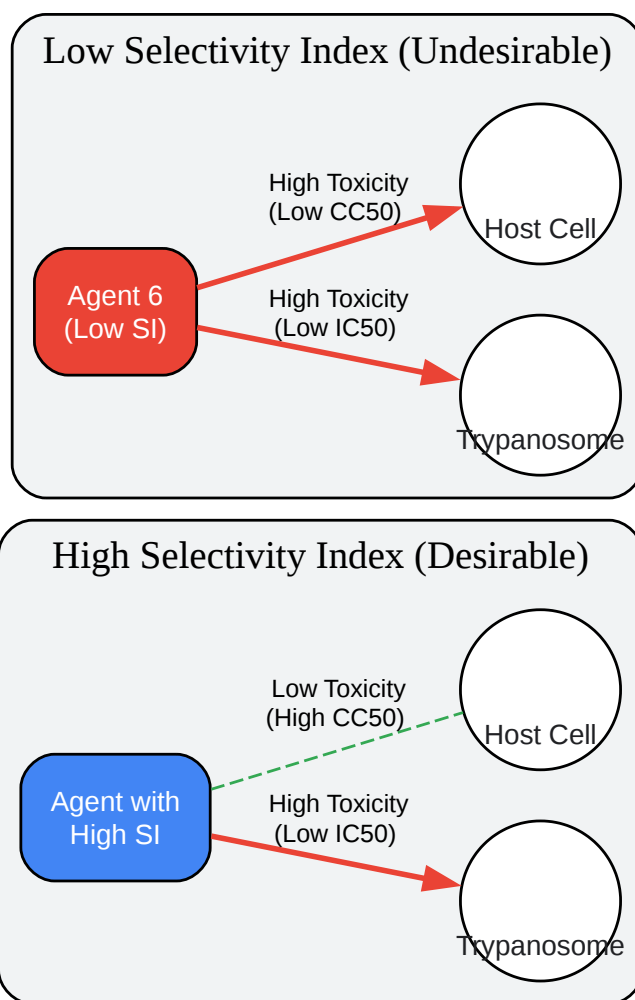 Low Selectivity Index (Undesirable)
High Toxicity
(Low CC50)
Host Cell
Agent 6
(Low SI)
High Toxicity
(Low IC50)
Trypanosome
High Selectivity Index (Desirable)
Low Toxicity
(High CC50)
Host Cell
Agent with
High SI
High Toxicity
(Low IC50)
Trypanosome